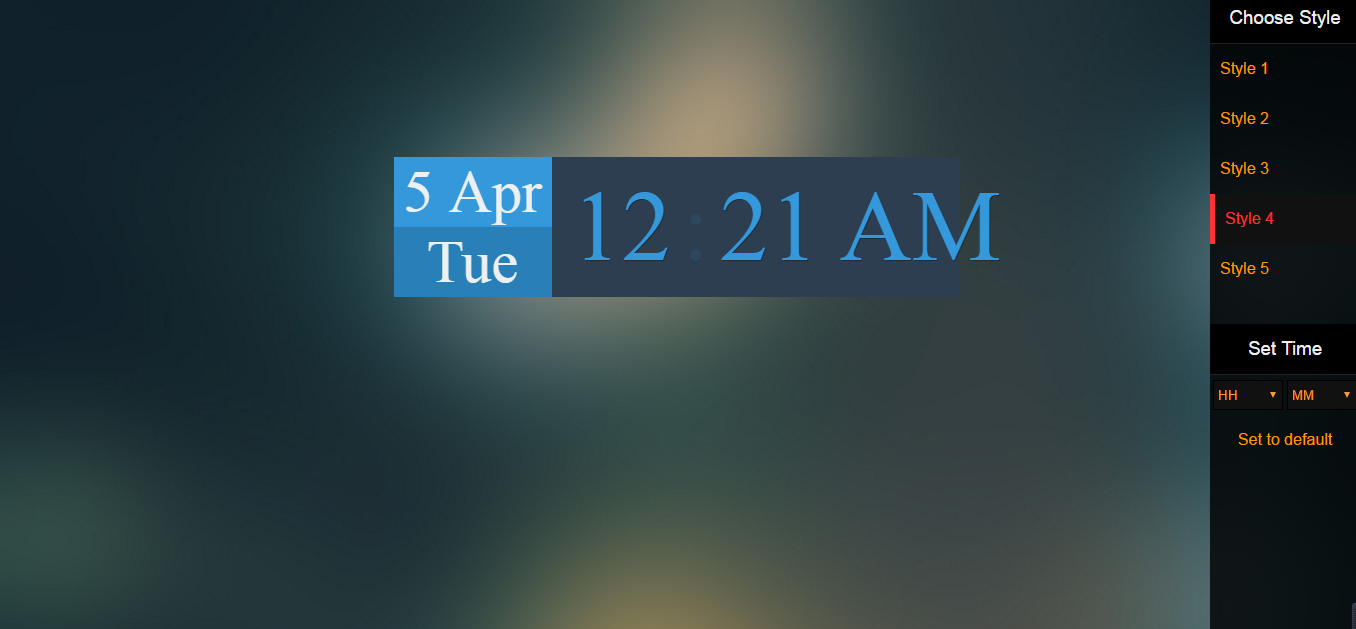 5 Apr
Tue
12:21 AM
Choose Style
Style 1
Style 2
Style 3
Style 4
Style 5
Set Time
HH MM
Set to default